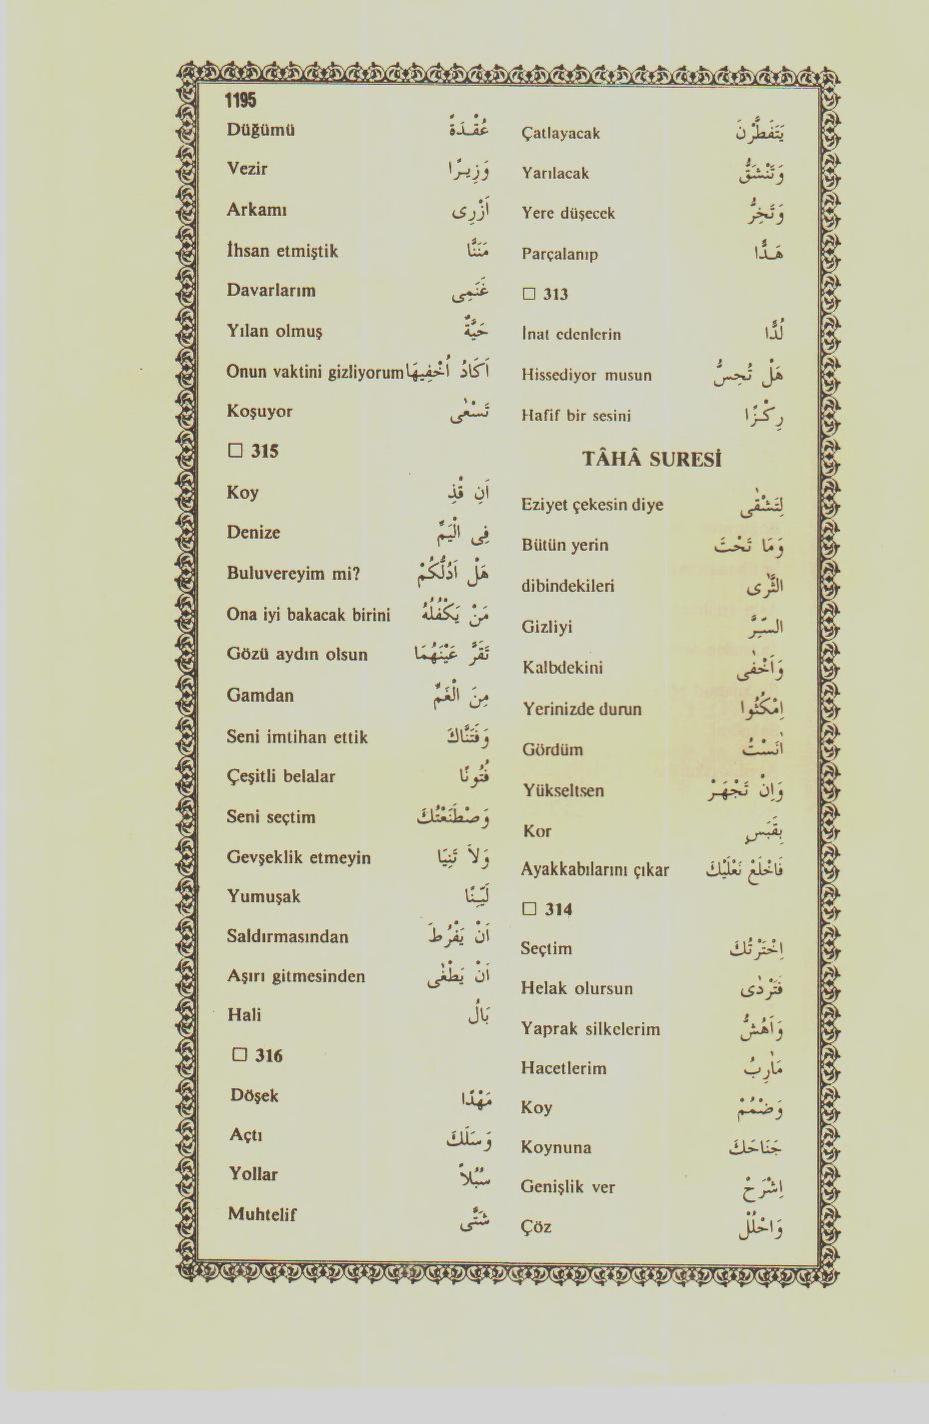 1195
Çatlayacak يَتَفَطَّرْنَ
Yarılacak وَتَنْشَقُّ
Yere düşecek وَتَخِرُّ
Parçalanıp هَدًّا
□ 313
İnat edenlerin لُدًّا
Hissediyor musun هَلْ تُحِسُّ
Hafif bir sesini رِكْزًا
TÂHÂ SURESİ
Eziyet çekesin diye لِتَشْقٰى
Bütün yerin وَمَا تَحْتَ
dibindekileri الثَّرٰى
Gizliyi السِّرَّ
Kalbdekini وَاَخْفٰى
Yerinizde durun اِمْكُثُوا
Gördüm اٰنَسْتُ
Yükseltsen وَاِنْ تَجْهَرْ
Kor بِقَبَسٍ
Ayakkabılarını çıkar فَاخْلَعْ نَعْلَيْكَ
□ 314
Seçtim اِخْتَرْتُكَ
Helak olursun فَتَرْدٰى
Yaprak silkelerim وَاَهُشُّ
Hacetlerim مَاٰرِبُ
Koy وَضْمُمْ
Koynuna جَنَاحَكَ
Genişlik ver اِشْرَحْ
Çöz وَاحْلُلْ
Düğümü عُقْدَةً
Vezir وَزِيرًا
Arkamı اَزْرِى
İhsan etmiştik مَنَنَّا
Davarlarım غَنَمِى
Yılan olmuş حَيَّةٌ
Onun vaktini gizliyorum اَكَادُ اُخْفِيهَا
Koşuyor تَسْعٰى
□ 315
Koy اَنِ قْذِ
Denize فِى الْيَمِّ
Buluvereyim mi? هَلْ اَدُلُّكُمْ
Ona iyi bakacak birini مَنْ يَكْفُلُهُ
Gözü aydın olsun تَقَرَّ عَيْنُهَمَا
Gamdan مِنَ الْغَمِّ
Seni imtihan ettik وَفَتَنَّاكَ
Çeşitli belalar فُتُونًا
Seni seçtim وَصْطَنَعْتُكَ
Gevşeklik etmeyin وَلاَ تَنِيَا
Yumuşak لَيِّنًا
Saldırmasından اَنْ يَفْرُطَ
Aşırı gitmesinden اَنْ يَطْغٰى
Hali بَالُ
□ 316
Döşek مَهْدًا
Açtı وَسَلَكَ
Yollar سُبُلاً
Muhtelif شَتّٰى